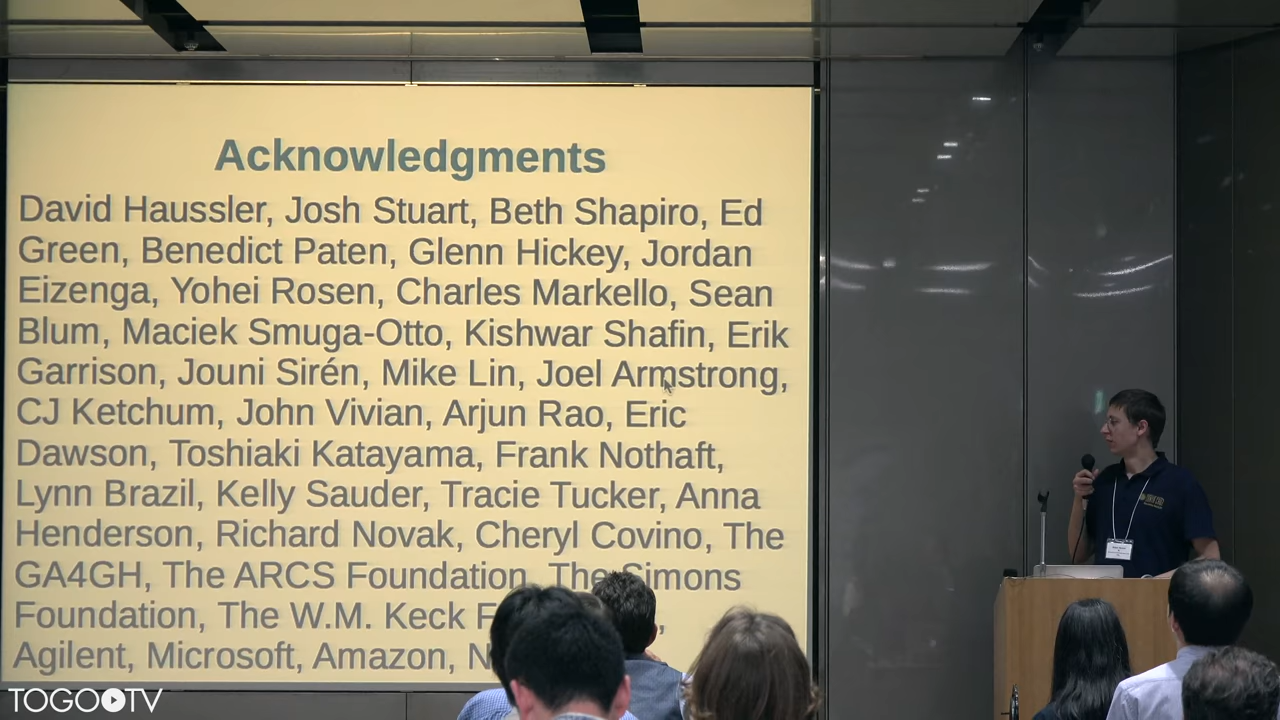 Acknowledgments
David Haussler, Josh Stuart, Beth Shapiro, Ed
Green, Benedict Paten, Glenn Hickey, Jordan
Eizenga, Yohei Rosen, Charles Markello, Sean
Blum, Maciek Smuga-Otto, Kishwar Shafin, Erik
Garrison, Jouni Sirén, Mike Lin, Joel Armstrong,
CJ Ketchum, John Vivian, Arjun Rao, Eric
Dawson, Toshiaki Katayama, Frank Nothaft,
Lynn Brazil, Kelly Sauder, Tracie Tucker, Anna
Henderson, Richard Novak, Cheryl Covino, The
GA4GH, The ARCS Foundation, The Simons
Foundation, The W.M. Keck
Agilent, Microsoft, Amazon,
TOGOTV